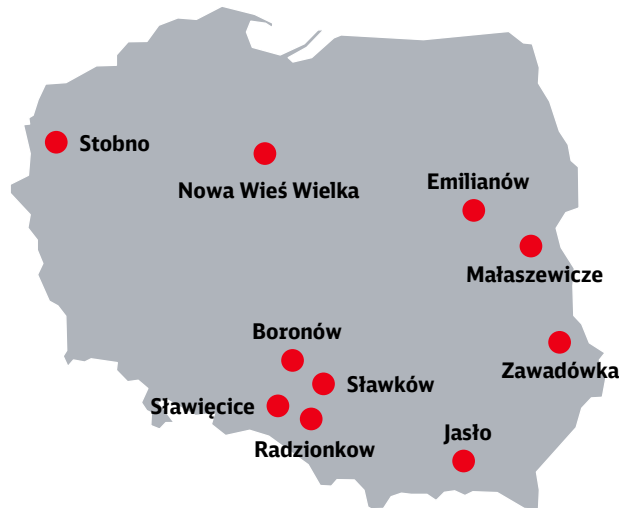 Stobno
Nowa Wieś Wielka
Emilianów
Małaszewicze
Boronów
Zawadówka
Sławków
Sławięcice
Radzionkow
Jasło